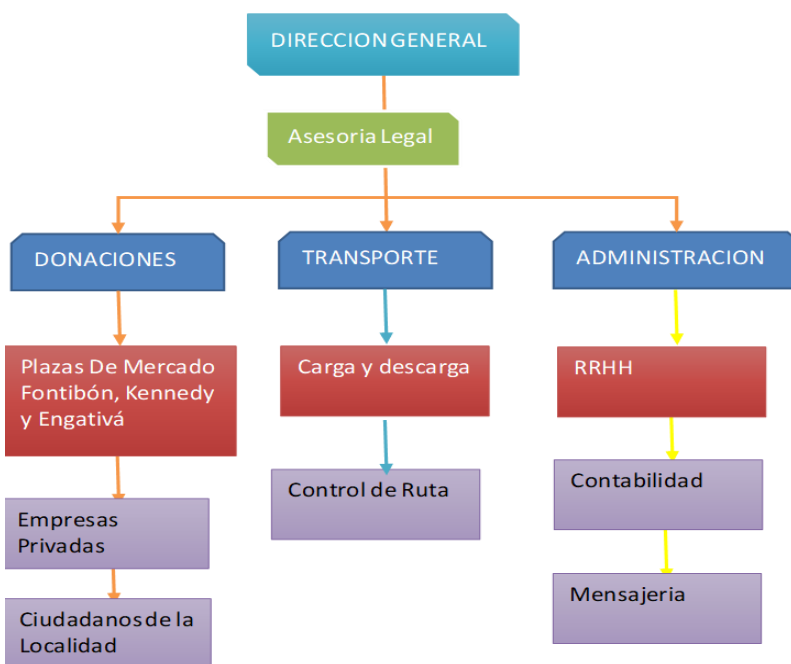 DIRECCION GENERAL
Asesoria Legal
DONACIONES
TRANSPORTE
ADMINISTRACION
Plazas De Mercado
Fontibón, Kennedy
y Engativá
Carga y descarga
RRHH
Empresas
Privadas
Control de Ruta
Contabilidad
Ciudadanos de la
Localidad
Mensajeria